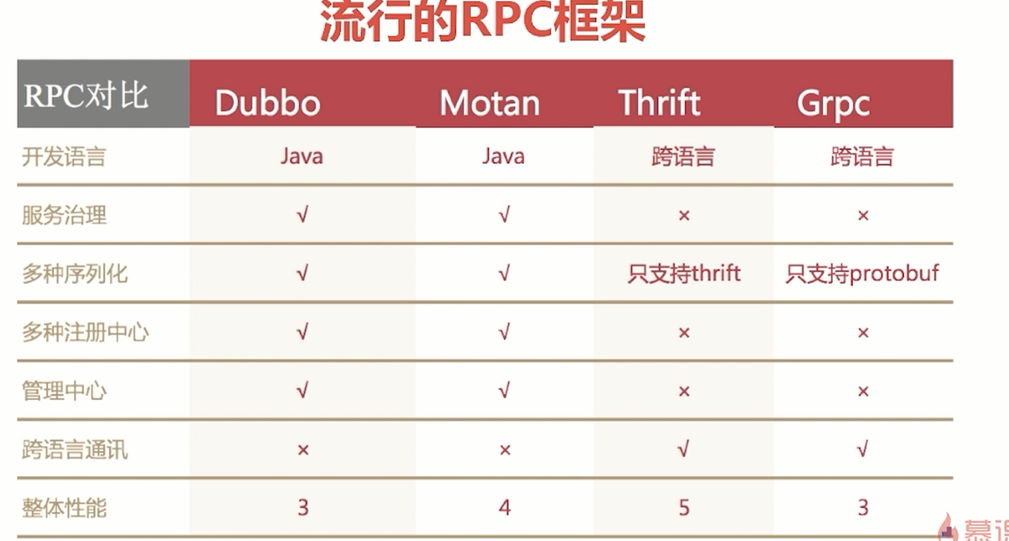 流行的RPC框架
RPC对比 Dubbo Motan Thrift Grpc
开发语言 Java Java 跨语言 跨语言
服务治理 √ √ × ×
多种序列化 √ √ 只支持thrift 只支持protobuf
多种注册中心 √ √ × ×
管理中心 √ √ × ×
跨语言通讯 × × √ √
整体性能 3 4 5 3
慕